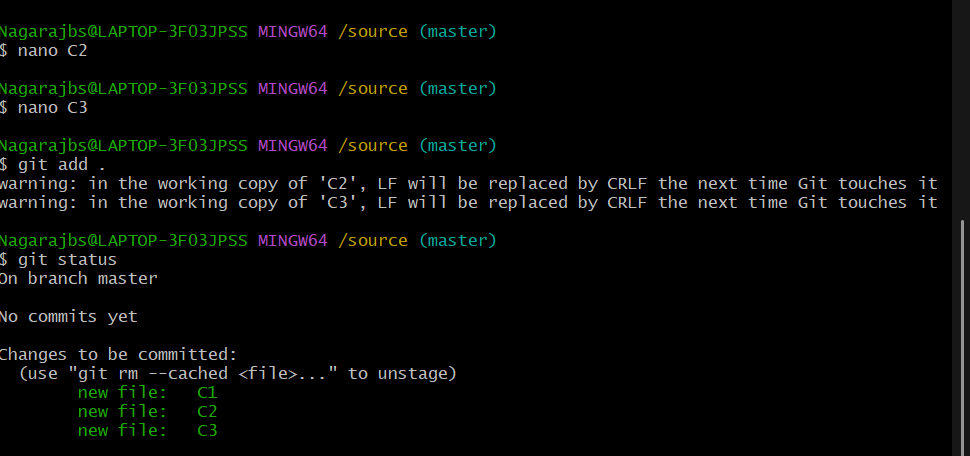 Nagarajbs@LAPTOP-3FO3JPSS MINGW64 /source (master)
$ nano C2
Nagarajbs@LAPTOP-3FO3JPSS MINGW64 /source (master)
$ nano C3
Nagarajbs@LAPTOP-3FO3JPSS MINGW64 /source (master)
$ git add .
warning: in the working copy of 'C2', LF will be replaced by CRLF the next time Git touches it
warning: in the working copy of 'C3', LF will be replaced by CRLF the next time Git touches it
Nagarajbs@LAPTOP-3FO3JPSS MINGW64 /source (master)
$ git status
On branch master
No commits yet
Changes to be committed:
  (use "git rm --cached <file>..." to unstage)
        new file:   C1
        new file:   C2
        new file:   C3